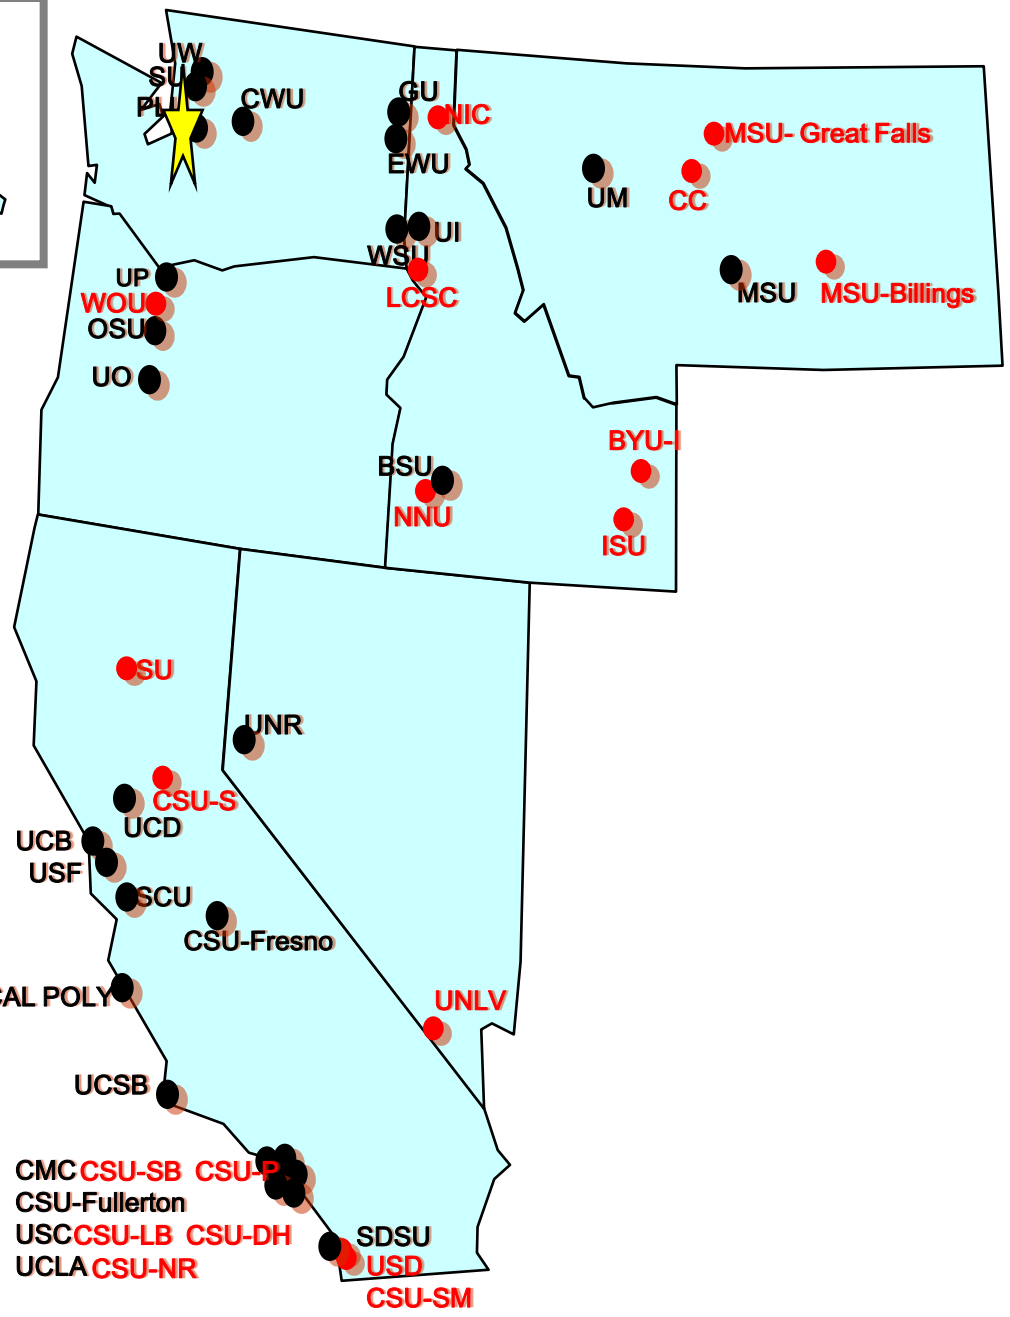 UW
SU
CWU
GU
NIC
EWU
MSU- Great Falls
UM
CC
WSU
UI
LCSC
MSU
MSU-Billings
UP
WOU
OSU
UO
BYU-I
BSU
NNU
ISU
SU
UNR
CSU-S
UCD
UCB
USF
SCU
CSU-Fresno
CAL POLY
UNLV
UCSB
CMC CSU-SB CSU-P
CSU-Fullerton
USC CSU-LB CSU-DH
UCLA CSU-NR
SDSU
USD
CSU-SM